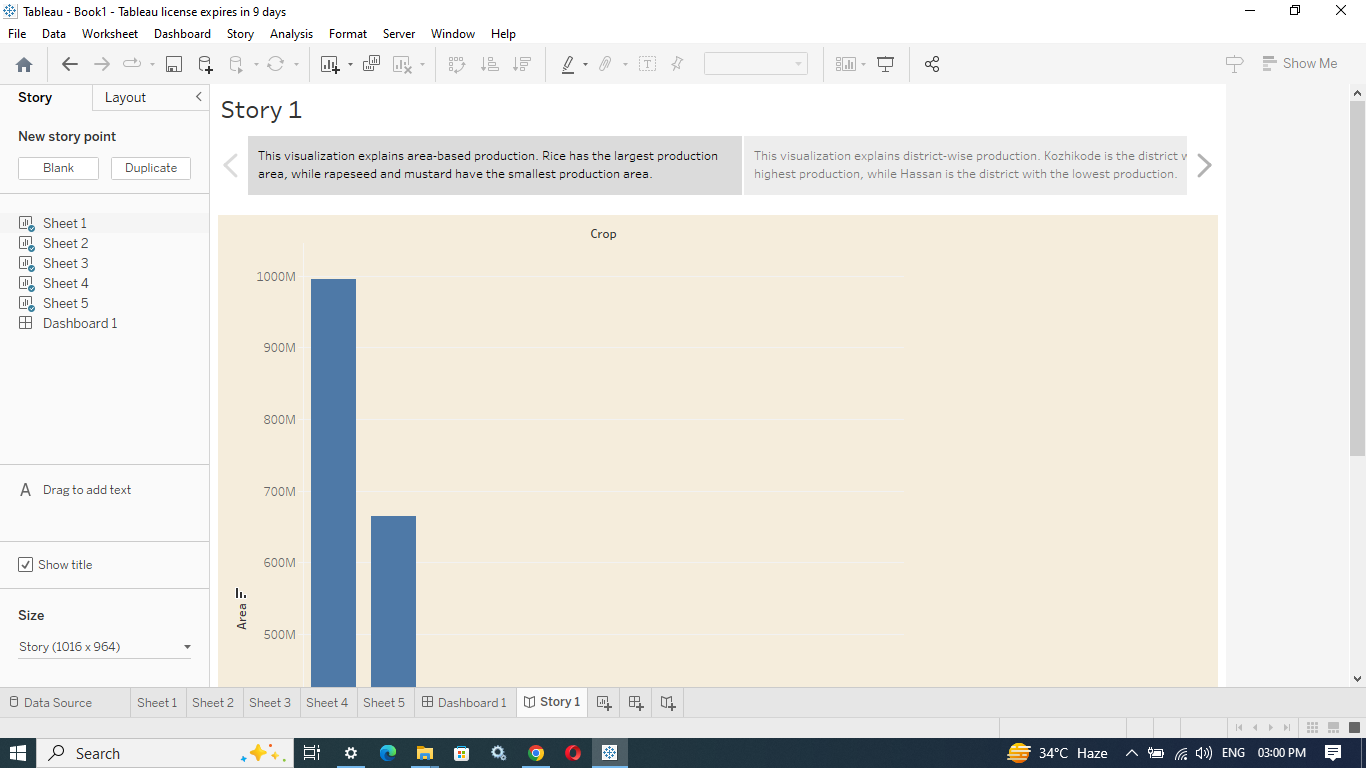 Tableau - Book1 - Tableau license expires in 9 days
File Data Worksheet Dashboard Story Analysis Format Server Window Help
Show Me
Story Layout
New story point
Blank Duplicate
Sheet 1
Sheet 2
Sheet 3
Sheet 4
Sheet 5
Dashboard 1
A Drag to add text
Show title
Size
Story (1016 x 964)
Story 1
This visualization explains area-based production. Rice has the largest production
area, while rapeseed and mustard have the smallest production area.
This visualization explains district-wise production. Kozhikode is the district
highest production, while Hassan is the district with the lowest production.
Crop
1000M
900M
800M
700M
600M
500M
Area
Data Source Sheet 1 Sheet 2 Sheet 3 Sheet 4 Sheet 5 Dashboard 1 Story 1
Search
34°C Haze ENG 03:00 PM